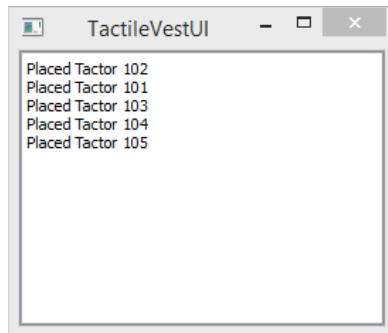 TactileVestUI
Placed Tactor 102
Placed Tactor 101
Placed Tactor 103
Placed Tactor 104
Placed Tactor 105